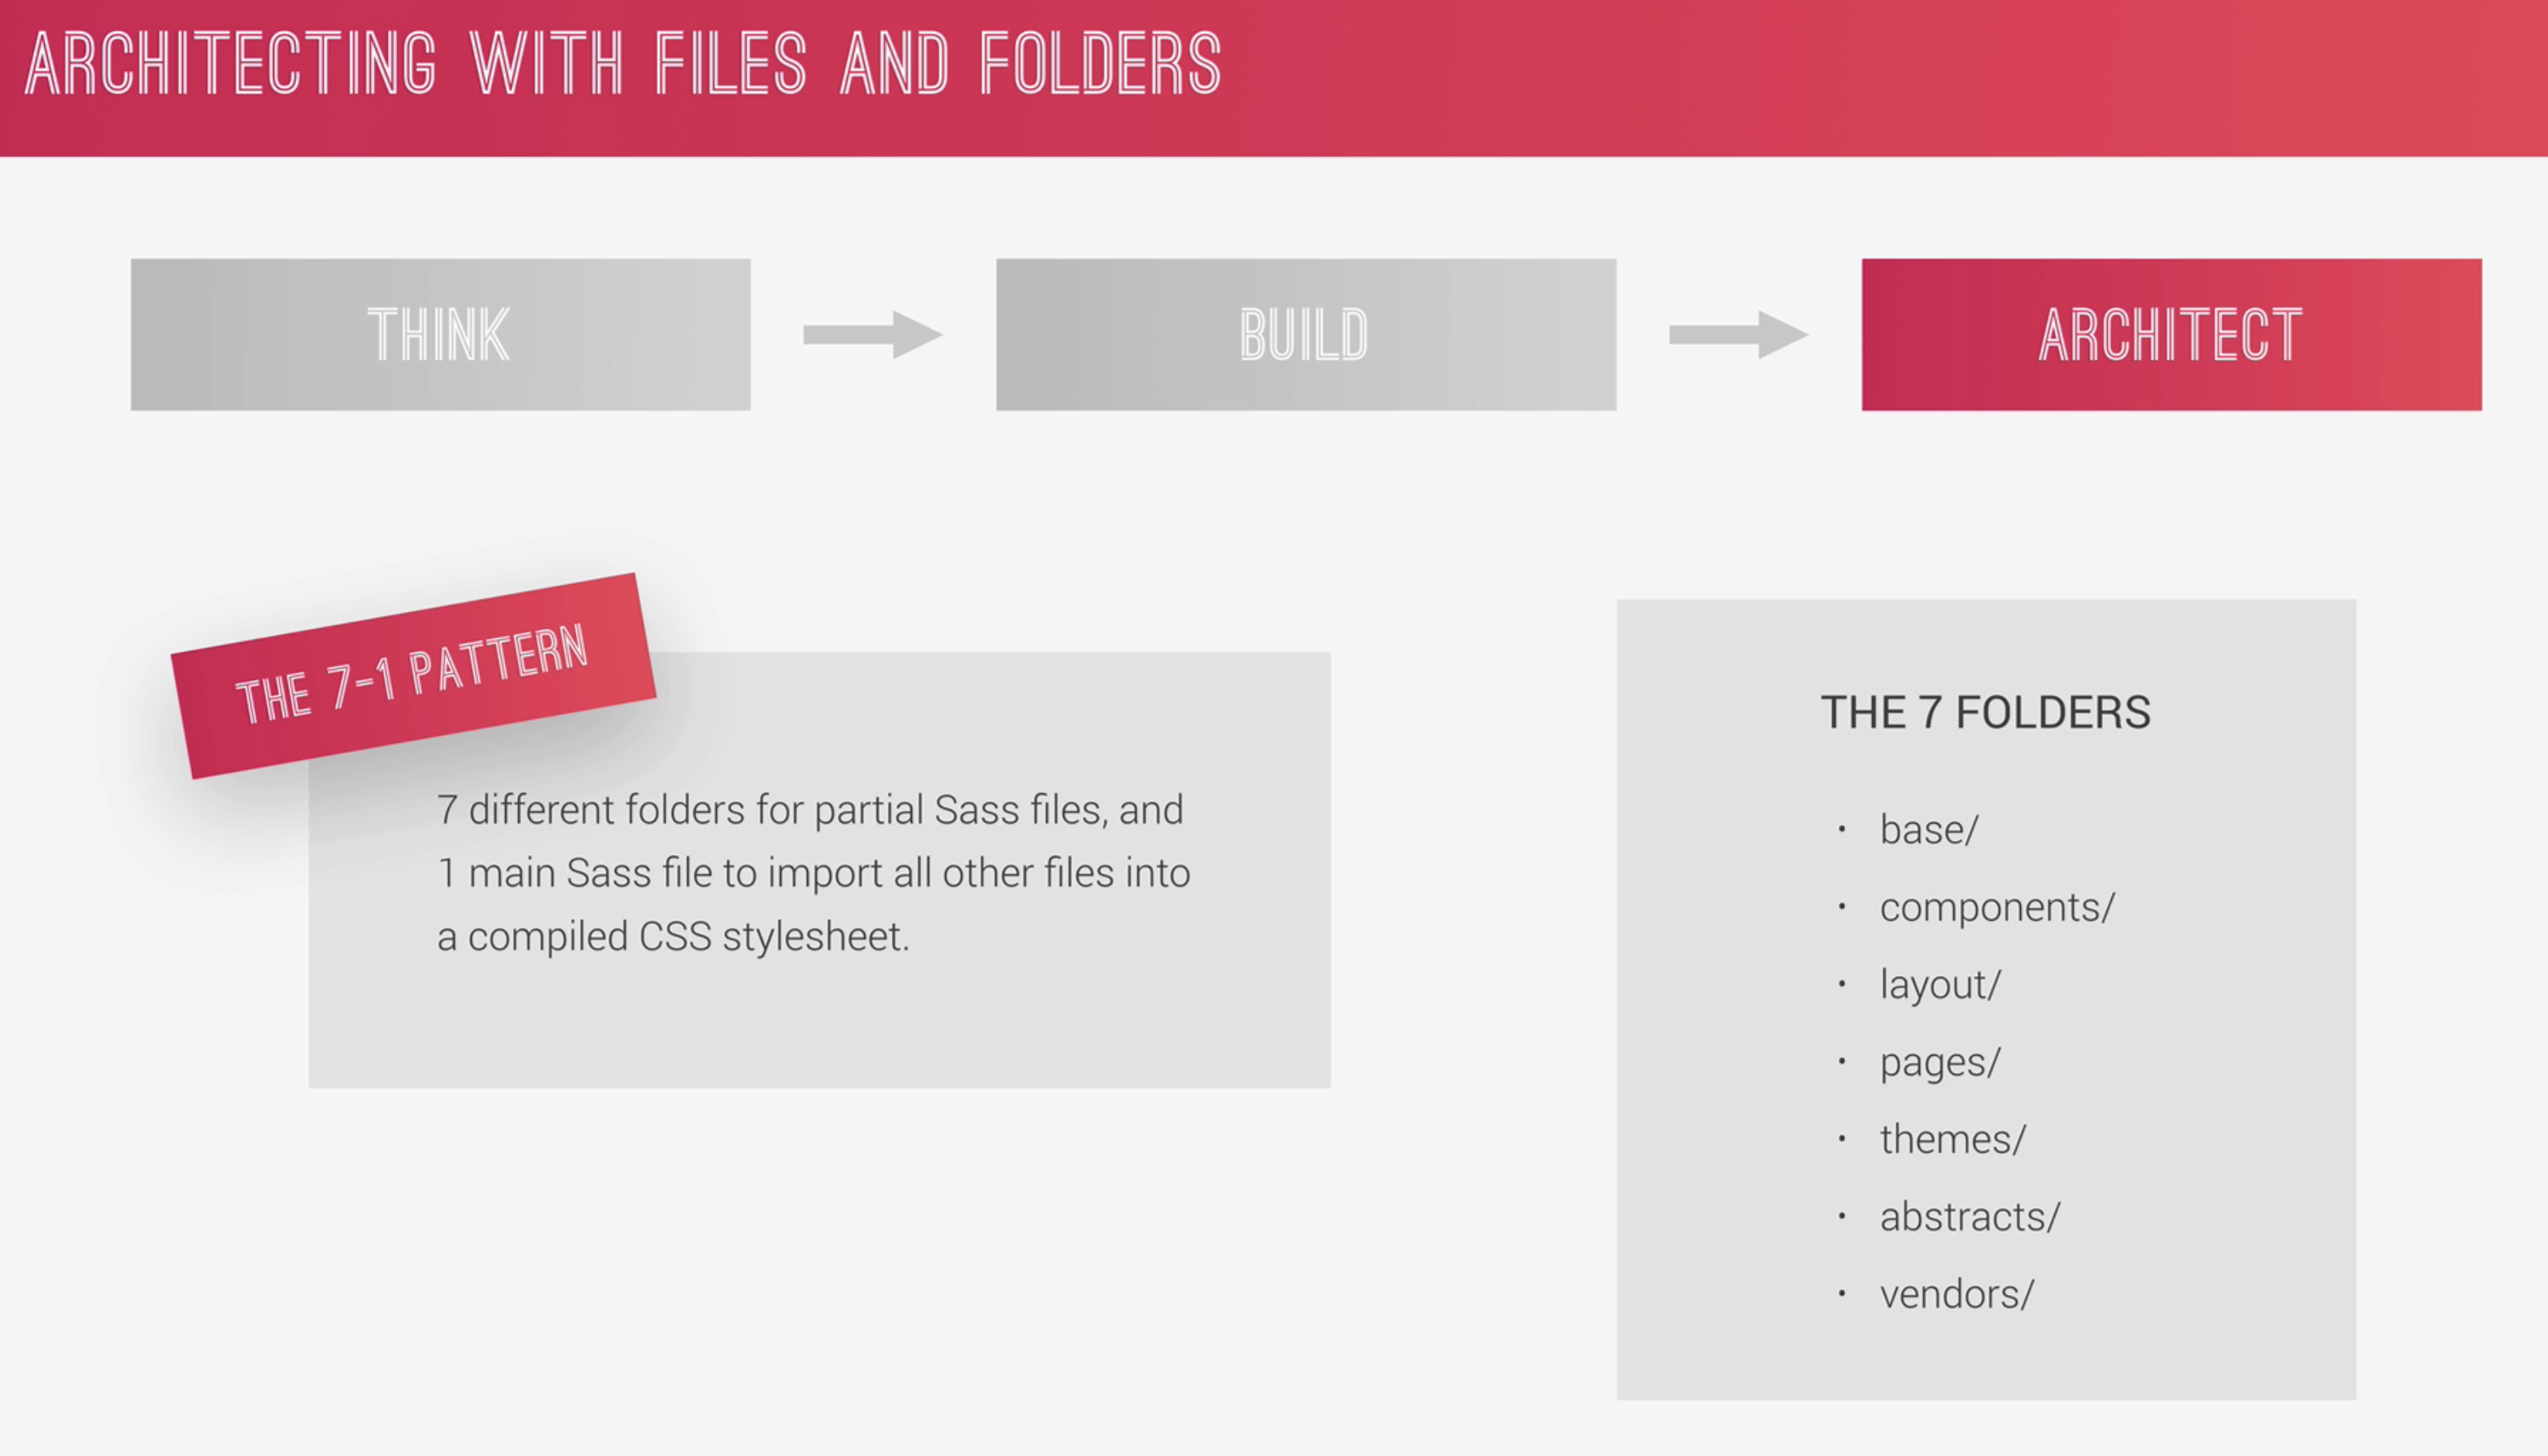 ARCHITECTING WITH FILES AND FOLDERS
THINK
BUILD
ARCHITECT
THE 7-1 PATTERN
7 different folders for partial Sass files, and
1 main Sass file to import all other files into
a compiled CSS stylesheet.
THE 7 FOLDERS
• base/
• components/
• layout/
• pages/
• themes/
• abstracts/
• vendors/